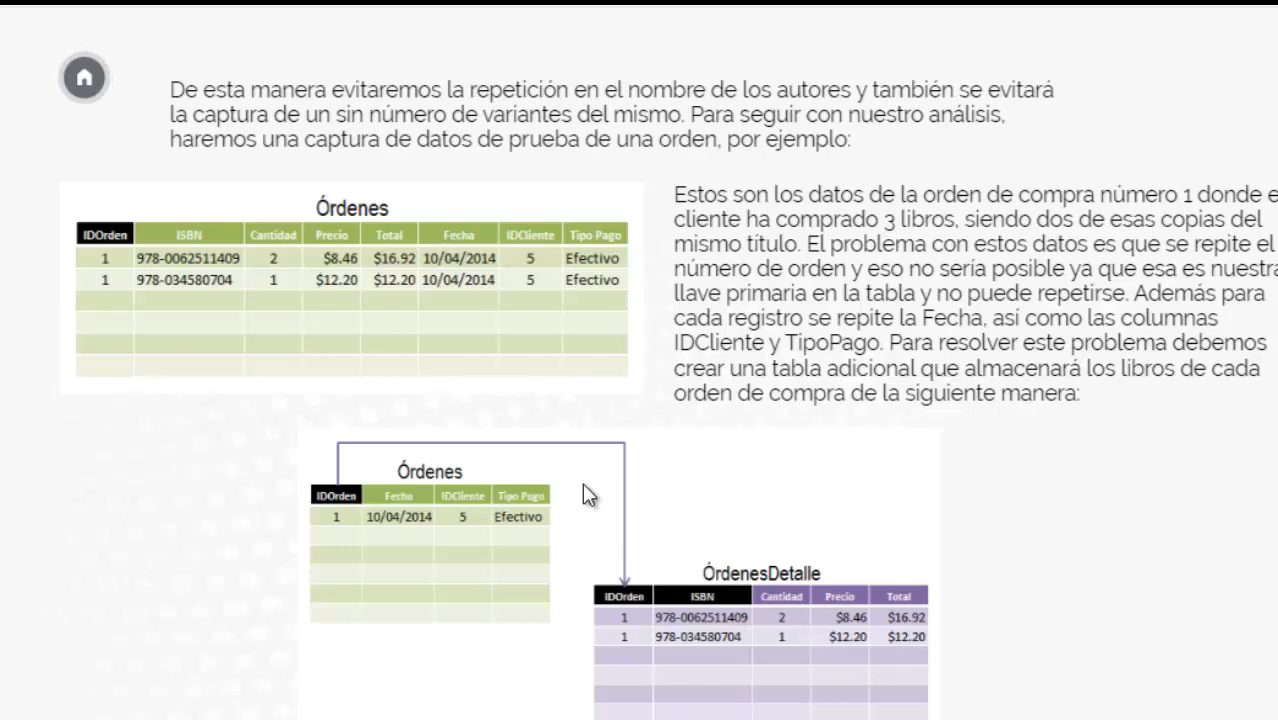 De esta manera evitaremos la repetición en el nombre de los autores y también se evitará
la captura de un sin número de variantes del mismo. Para seguir con nuestro análisis,
haremos una captura de datos de prueba de una orden, por ejemplo:
Órdenes
IDOrden ISBN Cantidad Precio Total Fecha IDCliente Tipo Pago
1 978-0062511409 2 $8.46 $16.92 10/04/2014 5 Efectivo
1 978-034580704 1 $12.20 $12.20 10/04/2014 5 Efectivo
Estos son los datos de la orden de compra número 1 donde e
cliente ha comprado 3 libros, siendo dos de esas copias del
mismo título. El problema con estos datos es que se repite el
número de orden y eso no sería posible ya que esa es nuestra
llave primaria en la tabla y no puede repetirse. Además para
cada registro se repite la Fecha, así como las columnas
IDCliente y TipoPago. Para resolver este problema debemos
crear una tabla adicional que almacenará los libros de cada
orden de compra de la siguiente manera:
Órdenes
IDOrden Fecha IDCliente Tipo Pago
1 10/04/2014 5 Efectivo
ÓrdenesDetalle
IDOrden ISBN Cantidad Precio Total
1 978-0062511409 2 $8.46 $16.92
1 978-034580704 1 $12.20 $12.20